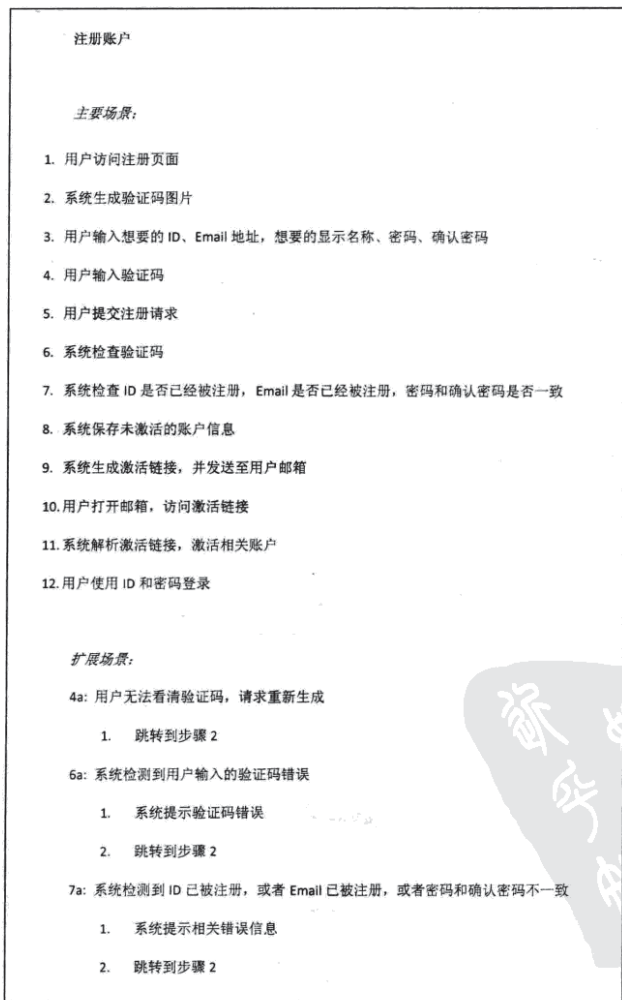 注册账户
主要场景：
1. 用户访问注册页面
2. 系统生成验证码图片
3. 用户输入想要的 ID、Email 地址，想要的显示名称、密码、确认密码
4. 用户输入验证码
5. 用户提交注册请求
6. 系统检查验证码
7. 系统检查 ID 是否已经被注册，Email 是否已经被注册，密码和确认密码是否一致
8. 系统保存未激活的账户信息
9. 系统生成激活链接，并发送至用户邮箱
10. 用户打开邮箱，访问激活链接
11. 系统解析激活链接，激活相关账户
12. 用户使用 ID 和密码登录
扩展场景：
4a: 用户无法看清验证码，请求重新生成
1. 跳转到步骤 2
6a: 系统检测到用户输入的验证码错误
1. 系统提示验证码错误
2. 跳转到步骤 2
7a: 系统检测到 ID 已被注册，或者 Email 已被注册，或者密码和确认密码不一致
1. 系统提示相关错误信息
2. 跳转到步骤 2